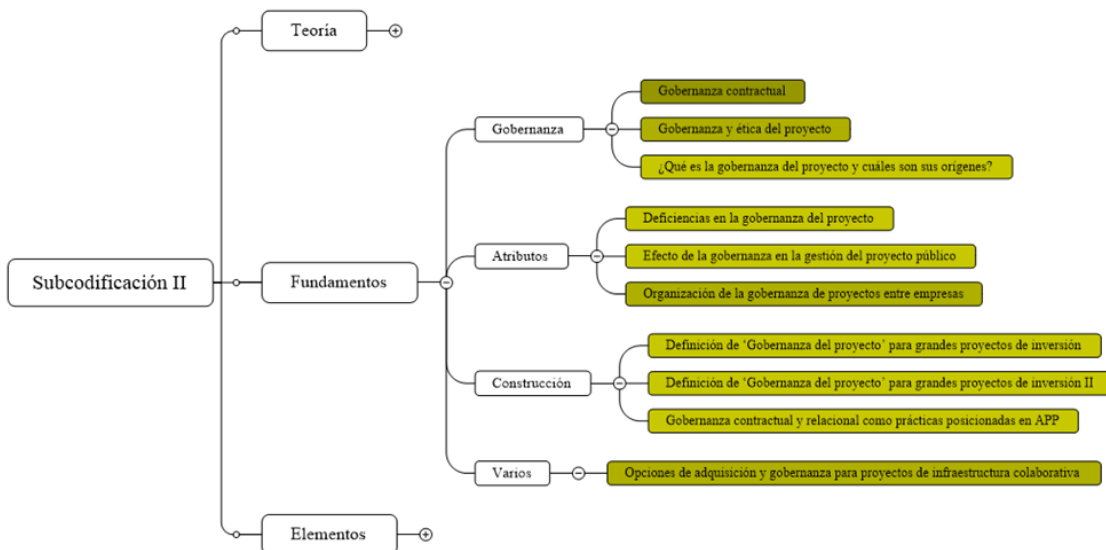 Teoría
Gobernanza contractual
Gobernanza
Gobernanza y ética del proyecto
¿Qué es la gobernanza del proyecto y cuáles son sus orígenes?
Deficiencias en la gobernanza del proyecto
Atributos
Efecto de la gobernanza en la gestión del proyecto público
Subcodificación II
Fundamentos
Organización de la gobernanza de proyectos entre empresas
Definición de ‘Gobernanza del proyecto’ para grandes proyectos de inversión
Construcción
Definición de ‘Gobernanza del proyecto’ para grandes proyectos de inversión II
Gobernanza contractual y relacional como prácticas posicionadas en APP
Varios
Opciones de adquisición y gobernanza para proyectos de infraestructura colaborativa
Elementos